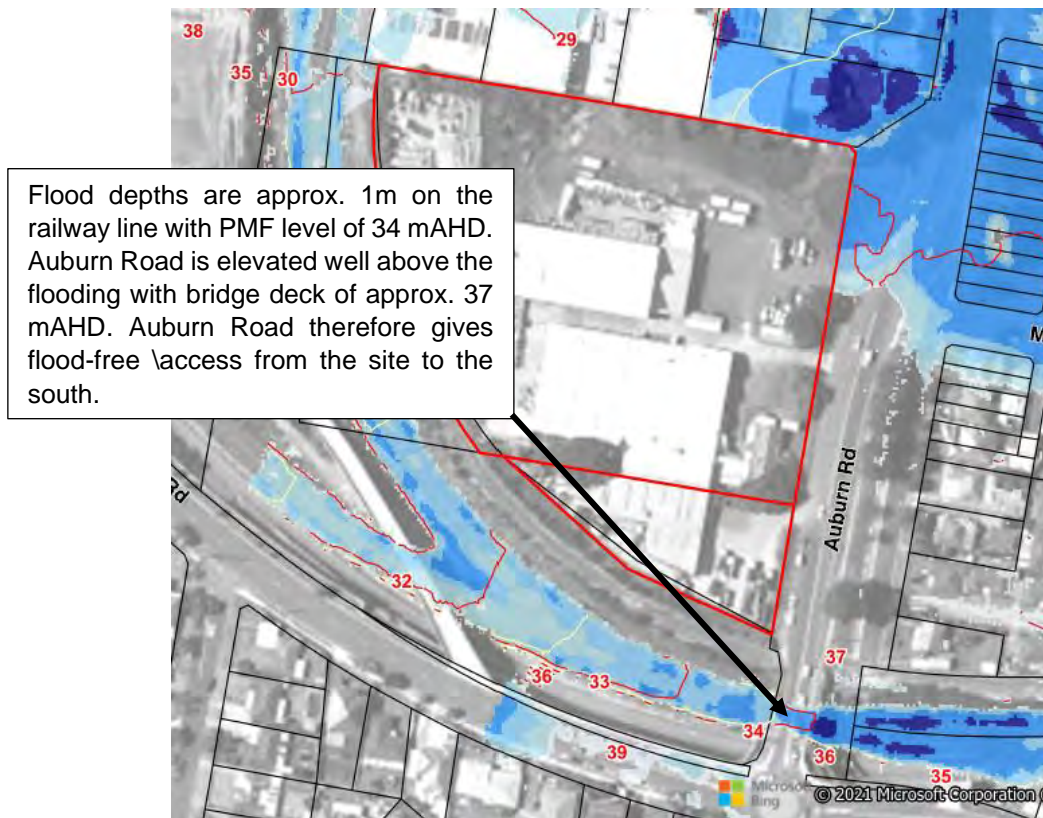 38
29
35
30
Flood depths are approx. 1m on the
railway line with PMF level of 34 mAHD.
Auburn Road is elevated well above the
flooding with bridge deck of approx. 37
mAHD. Auburn Road therefore gives
flood-free \access from the site to the
south.
M
Auburn Rd
Rd
32
37
36
33
34
36
39
35
Microsoft
Bing
© 2021 Microsoft Corporation